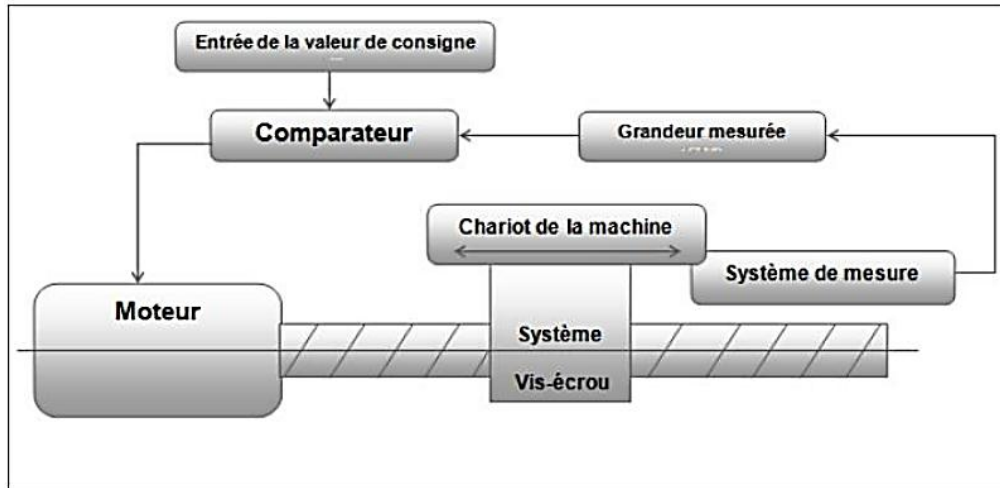 Entrée de la valeur de consigne
Comparateur
Grandeur mesurée
Chariot de la machine
Système de mesure
Moteur
Système
Vis-écrou